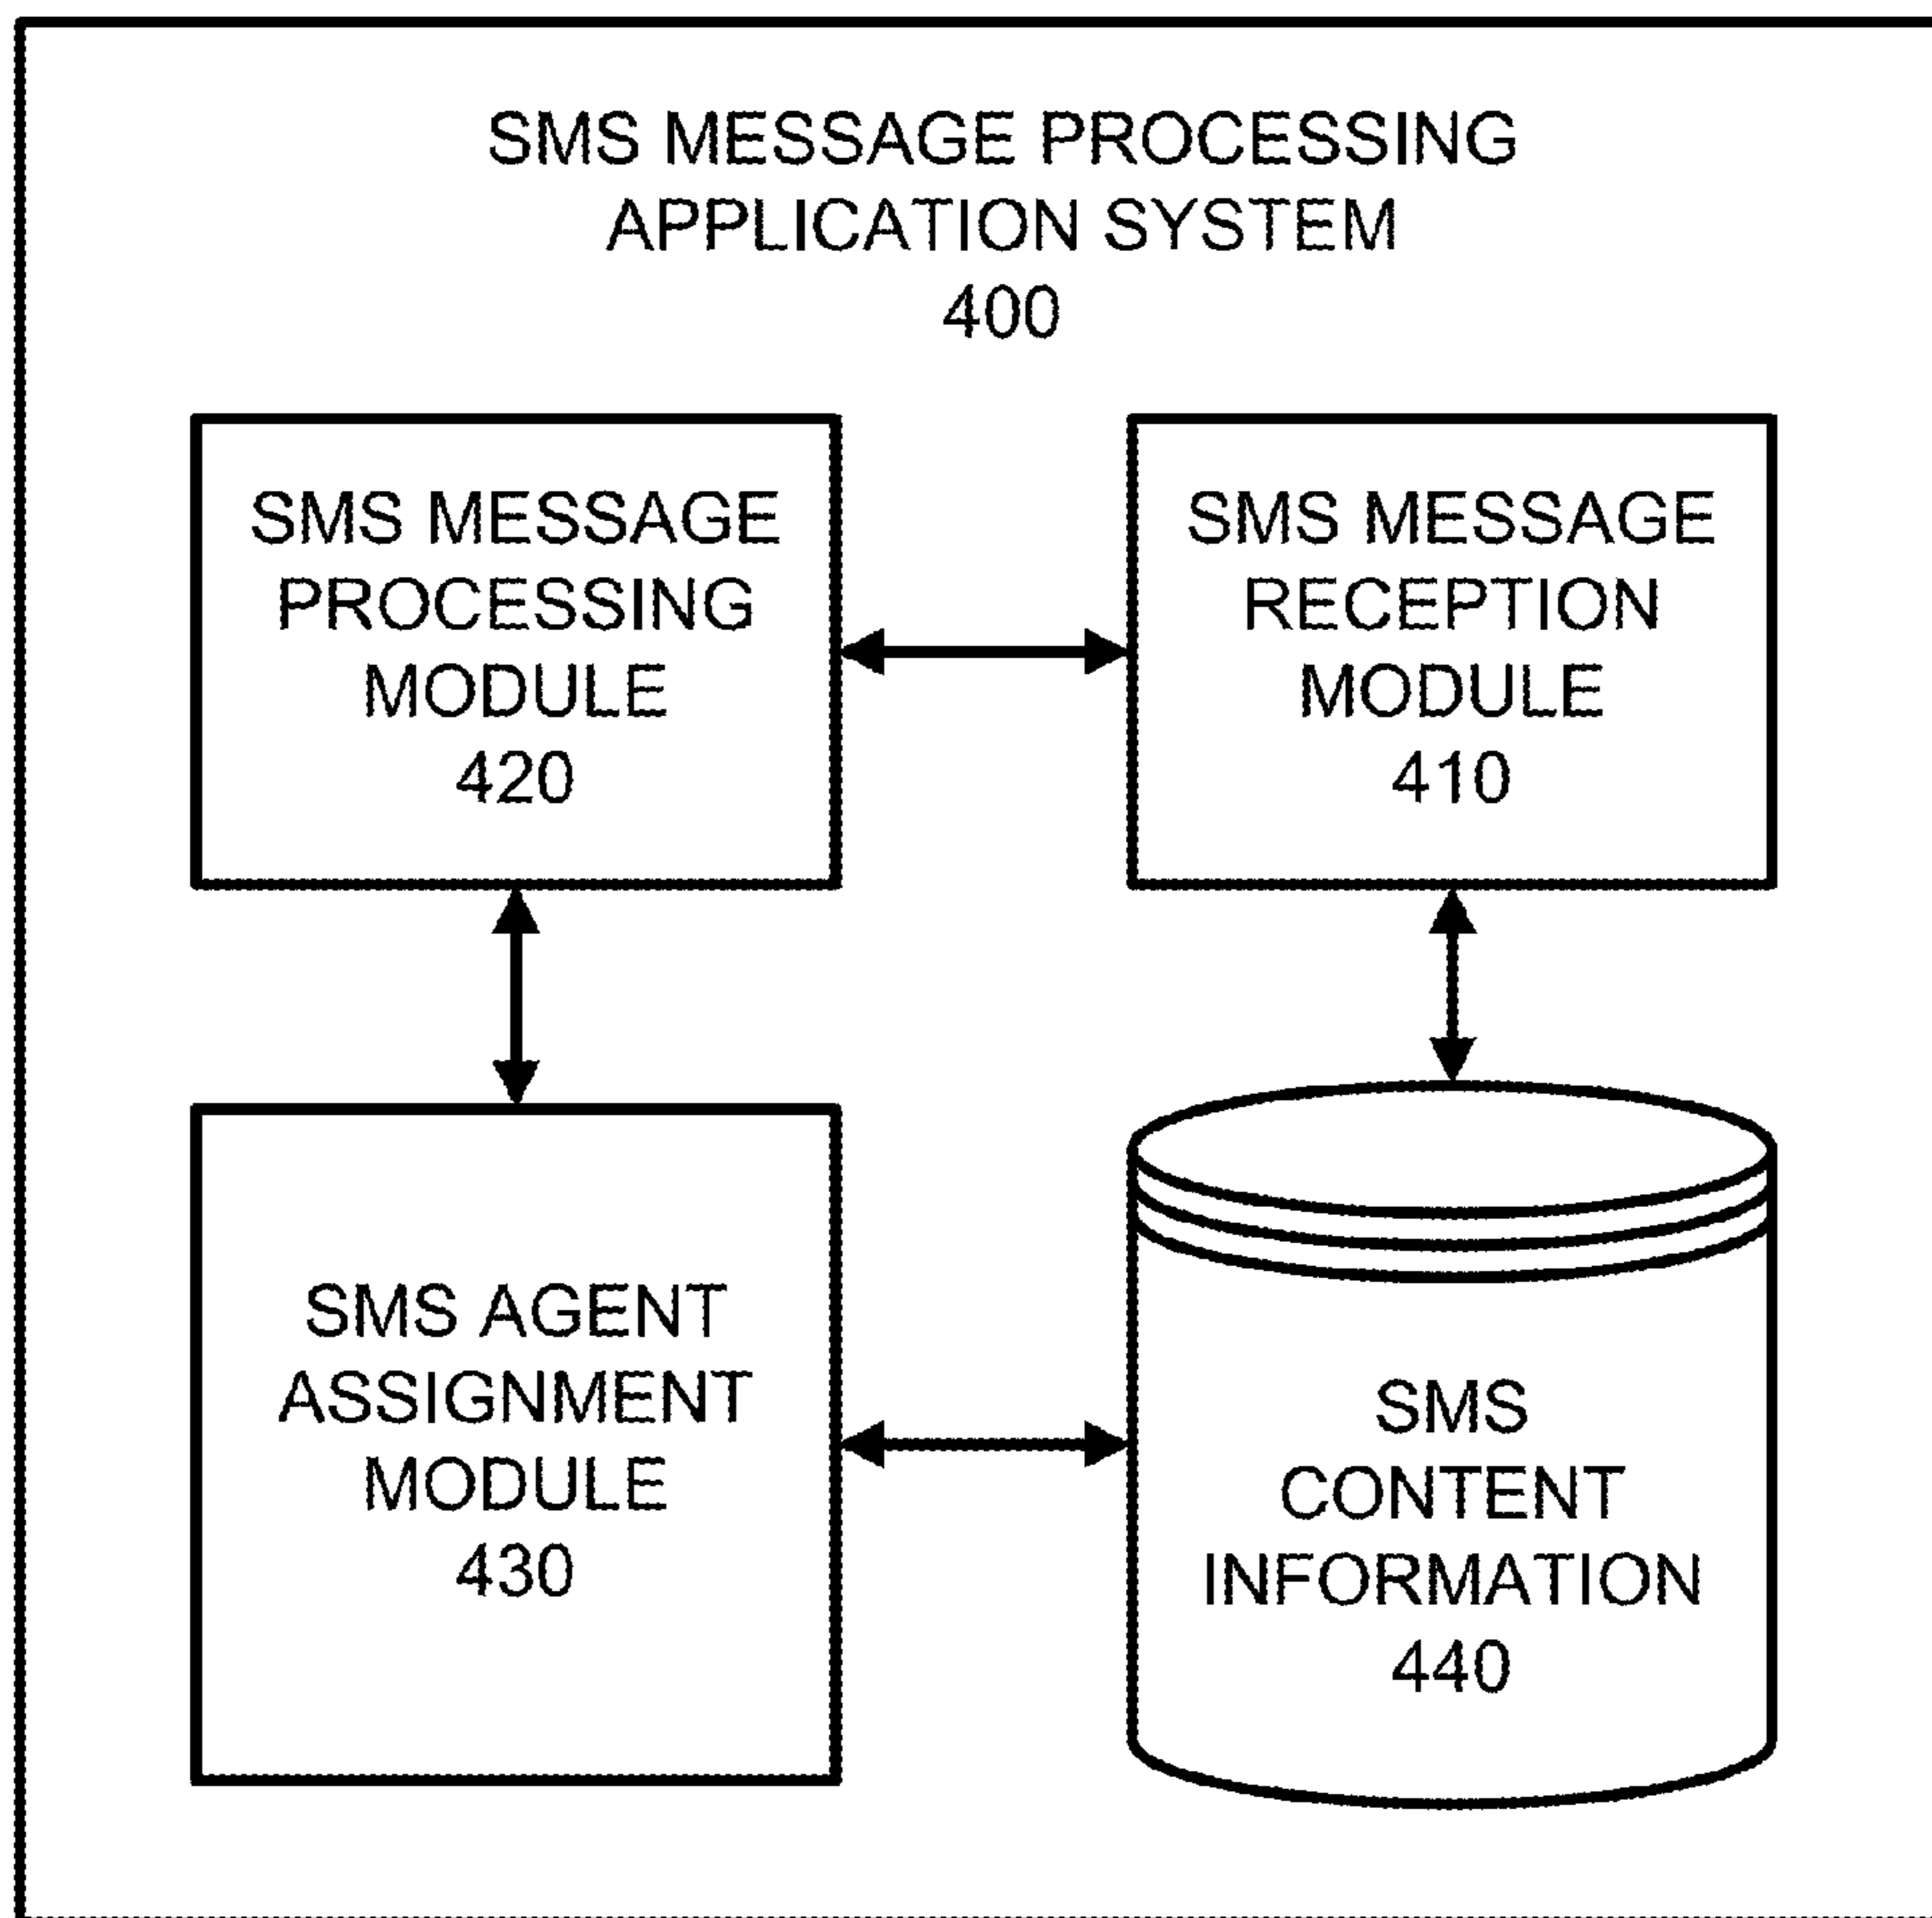 SMS MESSAGE PROCESSING
APPLICATION SYSTEM
400
SMS MESSAGE
PROCESSING
MODULE
420
SMS MESSAGE
RECEPTION
MODULE
410
SMS AGENT
ASSIGNMENT
MODULE
430
SMS
CONTENT
INFORMATION
440